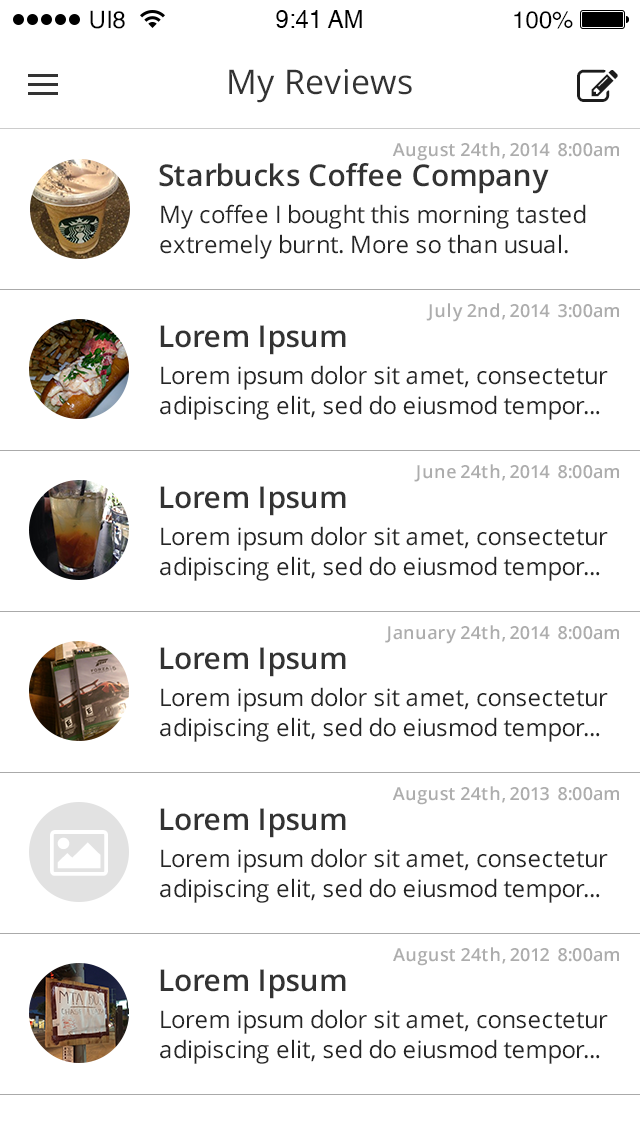 UI8 9:41 AM 100%
My Reviews
August 24th, 2014 8:00am
Starbucks Coffee Company
My coffee I bought this morning tasted
extremely burnt. More so than usual.
July 2nd, 2014 3:00am
Lorem Ipsum
Lorem ipsum dolor sit amet, consectetur
adipiscing elit, sed do eiusmod tempor...
June 24th, 2014 8:00am
Lorem Ipsum
Lorem ipsum dolor sit amet, consectetur
adipiscing elit, sed do eiusmod tempor...
January 24th, 2014 8:00am
Lorem Ipsum
Lorem ipsum dolor sit amet, consectetur
adipiscing elit, sed do eiusmod tempor...
August 24th, 2013 8:00am
Lorem Ipsum
Lorem ipsum dolor sit amet, consectetur
adipiscing elit, sed do eiusmod tempor...
August 24th, 2012 8:00am
Lorem Ipsum
MTA BUS
Lorem ipsum dolor sit amet, consectetur
adipiscing elit, sed do eiusmod tempor...